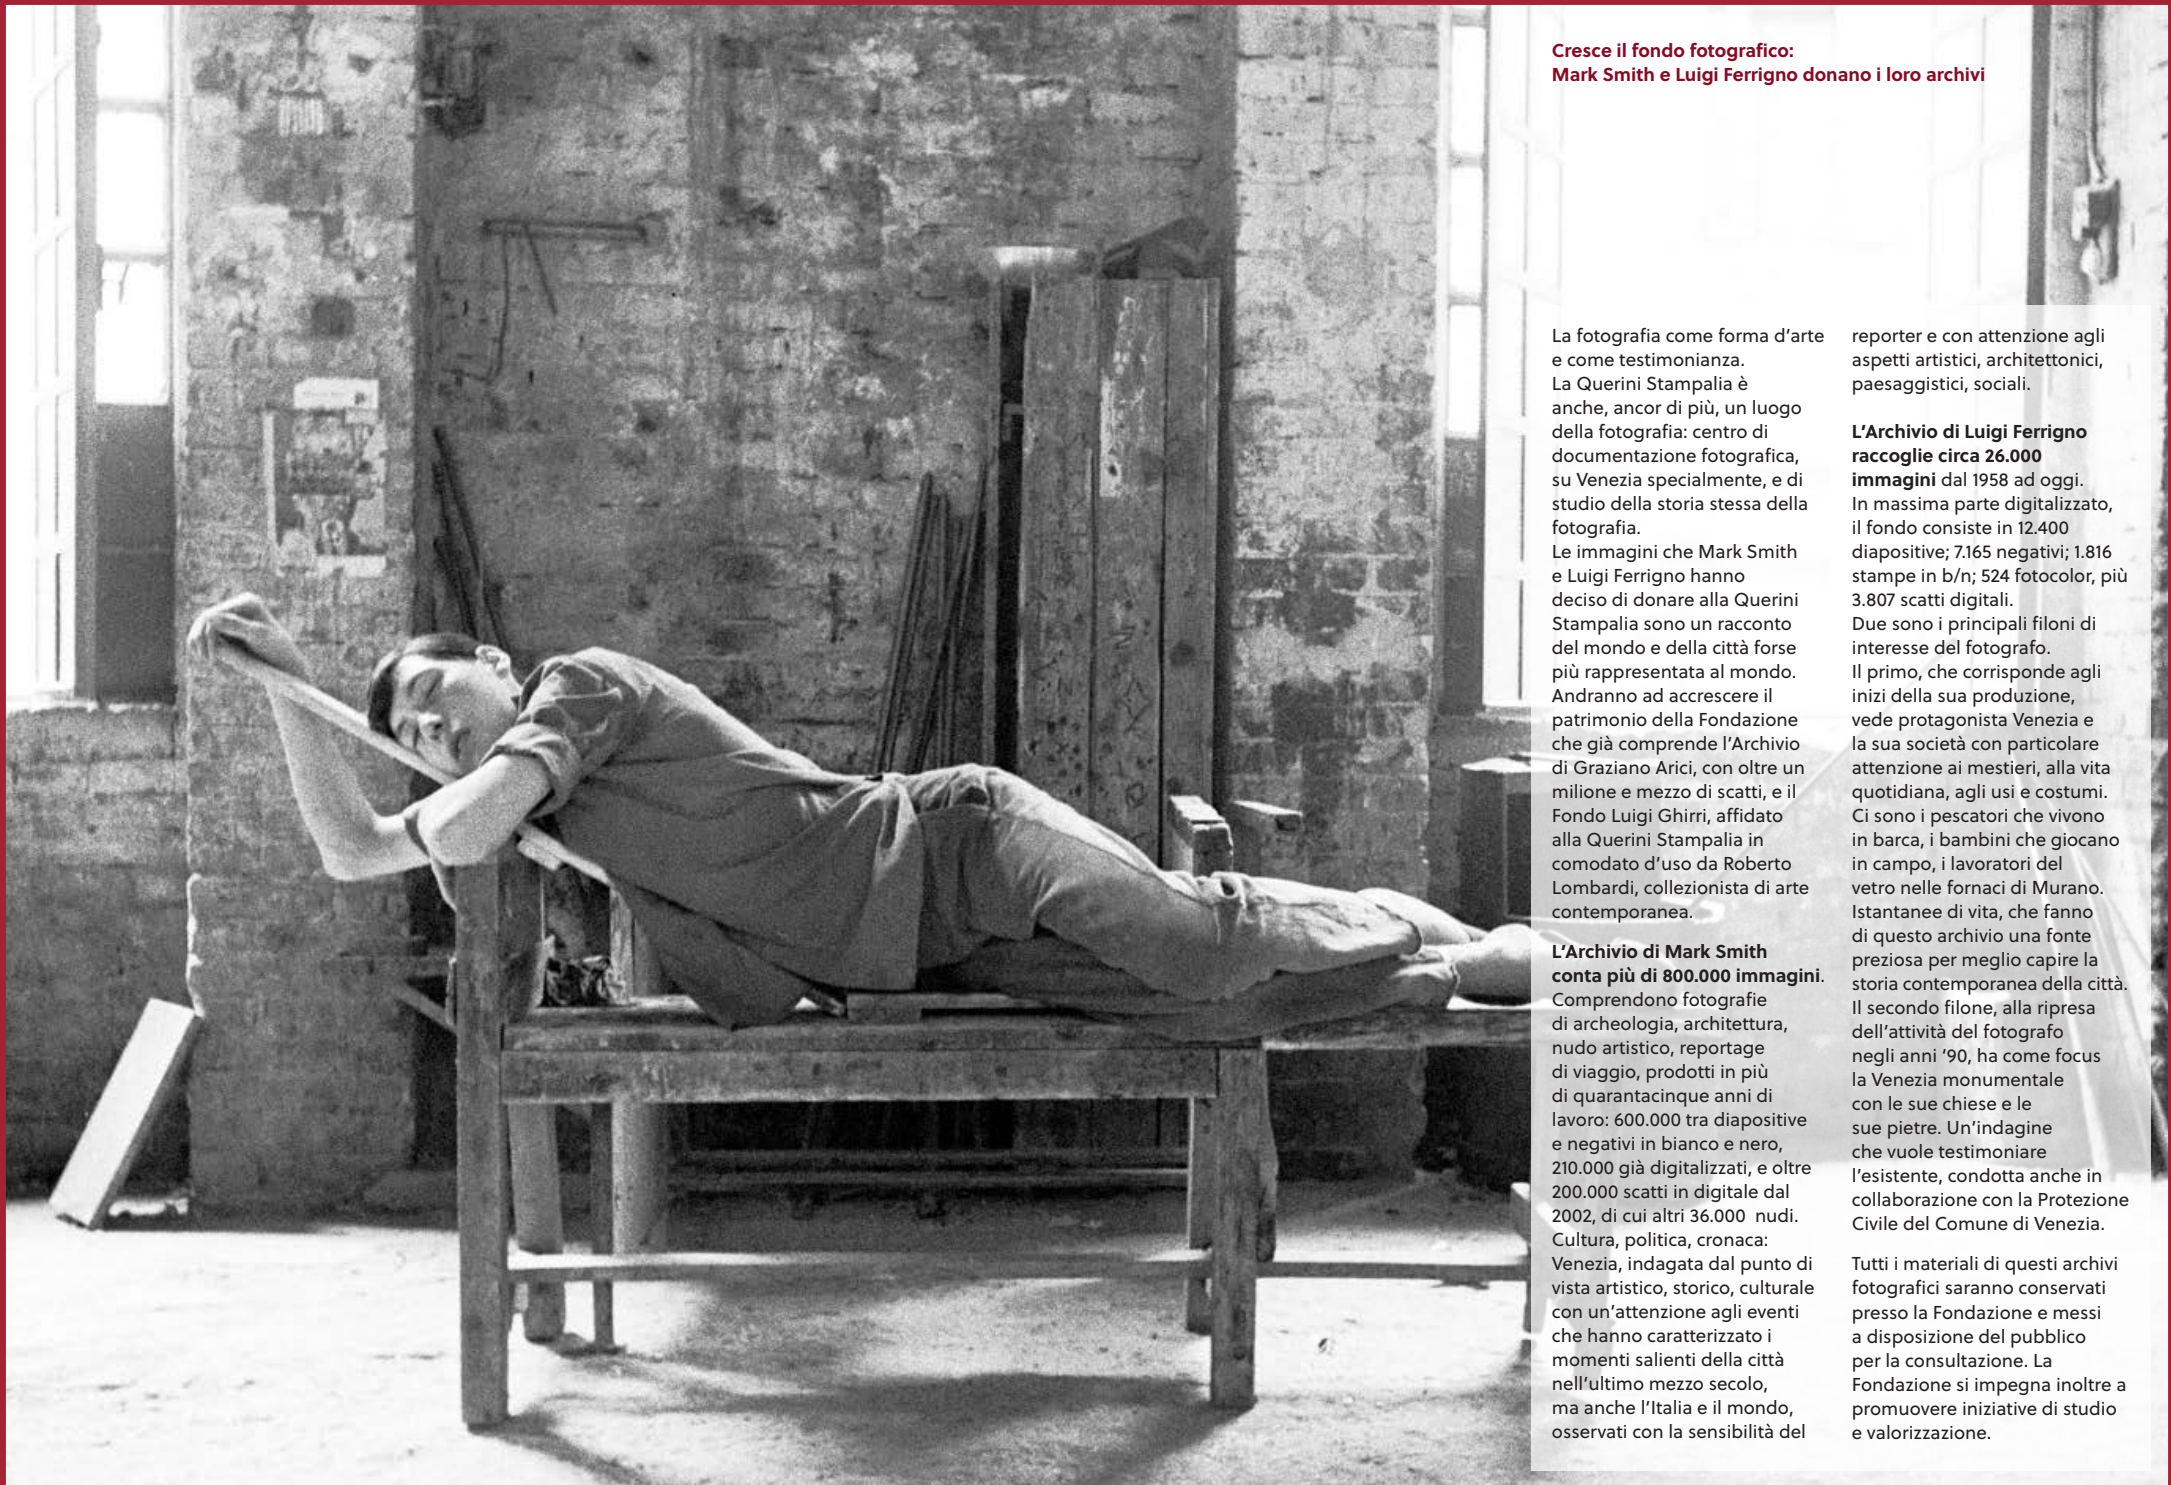 Cresce il fondo fotografico:
Mark Smith e Luigi Ferrigno donano i loro archivi
La fotografia come forma d'arte
e come testimonianza.
La Querini Stampalia è
anche, ancor di più, un luogo
della fotografia: centro di
documentazione fotografica,
su Venezia specialmente, e di
studio della storia stessa della
fotografia.
Le immagini che Mark Smith
e Luigi Ferrigno hanno
deciso di donare alla Querini
Stampalia sono un racconto
del mondo e della città forse
più rappresentata al mondo.
Andranno ad accrescere il
patrimonio della Fondazione
che già comprende l'Archivio
di Graziano Arici, con oltre un
milione e mezzo di scatti, e il
Fondo Luigi Ghirri, affidato
alla Querini Stampalia in
comodato d'uso da Roberto
Lombardi, collezionista di arte
contemporanea.
L'Archivio di Mark Smith
conta più di 800.000 immagini.
Comprendono fotografie
di archeologia, architettura,
nudo artistico, reportage
di viaggio, prodotti in più
di quarantacinque anni di
lavoro: 600.000 tra diapositive
e negativi in bianco e nero,
210.000 già digitalizzati, e oltre
200.000 scatti in digitale dal
2002, di cui altri 36.000  nudi.
Cultura, politica, cronaca:
Venezia, indagata dal punto di
vista artistico, storico, culturale
con un'attenzione agli eventi
che hanno caratterizzato i
momenti salienti della città
nell'ultimo mezzo secolo,
ma anche l'Italia e il mondo,
osservati con la sensibilità del
reporter e con attenzione agli
aspetti artistici, architettonici,
paesaggistici, sociali.
L'Archivio di Luigi Ferrigno
raccoglie circa 26.000
immagini dal 1958 ad oggi.
In massima parte digitalizzato,
il fondo consiste in 12.400
diapositive; 7.165 negativi; 1.816
stampe in b/n; 524 fotocolor, più
3.807 scatti digitali.
Due sono i principali filoni di
interesse del fotografo.
Il primo, che corrisponde agli
inizi della sua produzione,
vede protagonista Venezia e
la sua società con particolare
attenzione ai mestieri, alla vita
quotidiana, agli usi e costumi.
Ci sono i pescatori che vivono
in barca, i bambini che giocano
in campo, i lavoratori del
vetro nelle fornaci di Murano.
Istantanee di vita, che fanno
di questo archivio una fonte
preziosa per meglio capire la
storia contemporanea della città.
Il secondo filone, alla ripresa
dell'attività del fotografo
negli anni '90, ha come focus
la Venezia monumentale
con le sue chiese e le
sue pietre. Un'indagine
che vuole testimoniare
l'esistente, condotta anche in
collaborazione con la Protezione
Civile del Comune di Venezia.
Tutti i materiali di questi archivi
fotografici saranno conservati
presso la Fondazione e messi
a disposizione del pubblico
per la consultazione. La
Fondazione si impegna inoltre a
promuovere iniziative di studio
e valorizzazione.